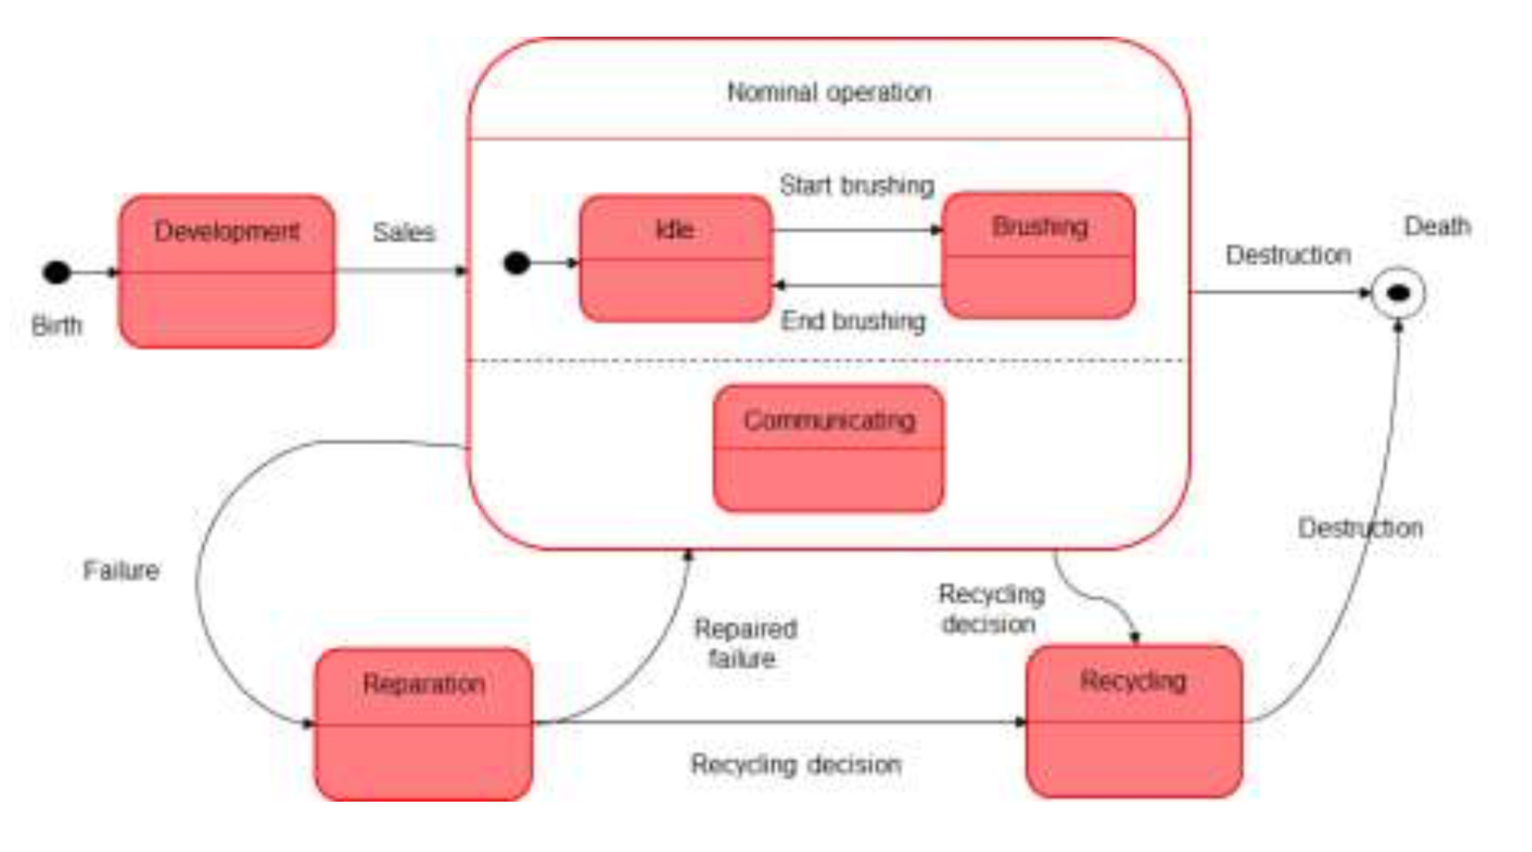 Nominal operation
Start brushing
Development
Sales
Idle
Brushing
Death
Destruction
Birth
End brushing
Communicating
Destruction
Failure
Recycling
decision
Repaired
failure
Reparation
Recycling
Recycling decision